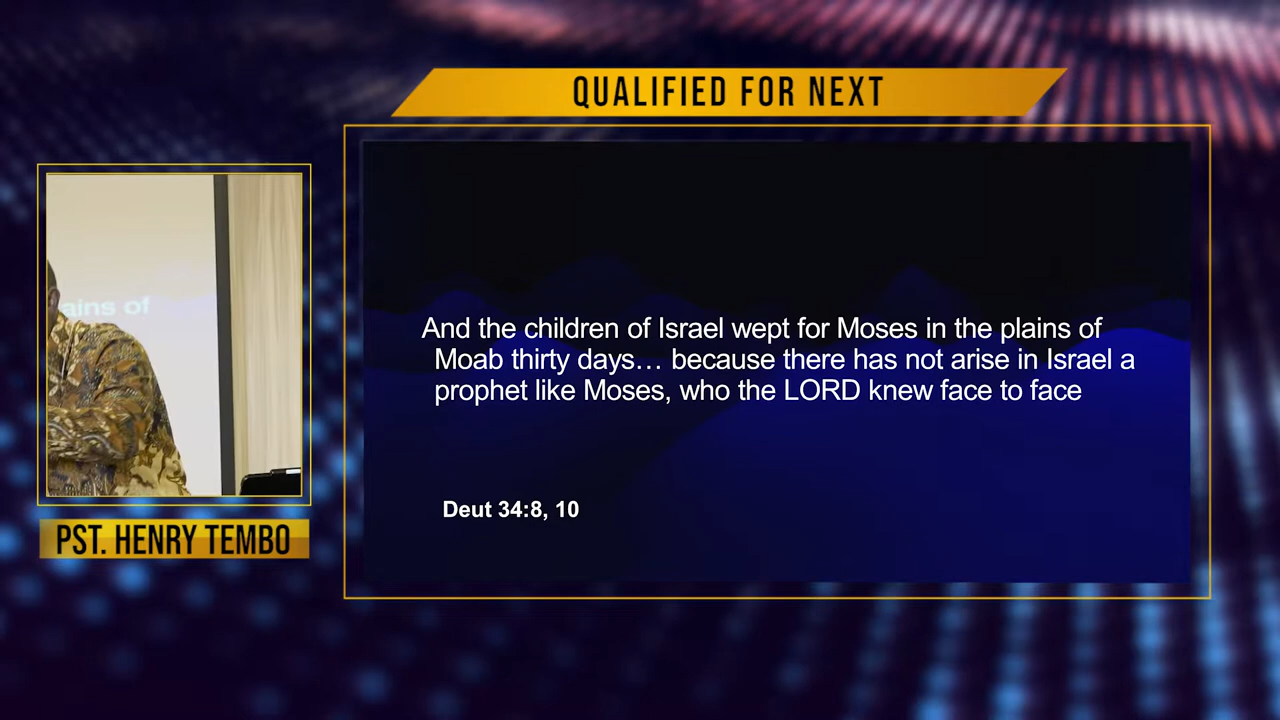 QUALIFIED FOR NEXT
ains of
And the children of Israel wept for Moses in the plains of
Moab thirty days… because there has not arise in Israel a
prophet like Moses, who the LORD knew face to face
Deut 34:8, 10
PST. HENRY TEMBO